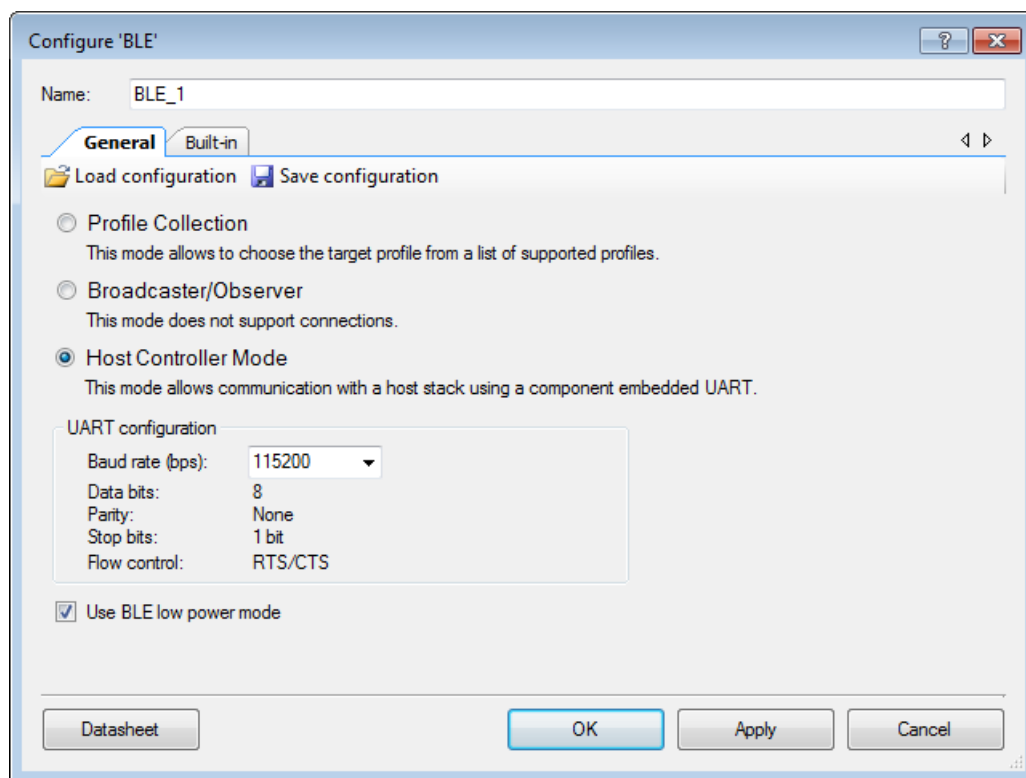 Configure 'BLE'
?
Name: BLE_1
General Built-in
Load configuration Save configuration
Profile Collection
This mode allows to choose the target profile from a list of supported profiles.
Broadcaster/Observer
This mode does not support connections.
Host Controller Mode
This mode allows communication with a host stack using a component embedded UART.
UART configuration
Baud rate (bps): 115200
Data bits: 8
Parity: None
Stop bits: 1 bit
Flow control: RTS/CTS
Use BLE low power mode
Datasheet OK Apply Cancel